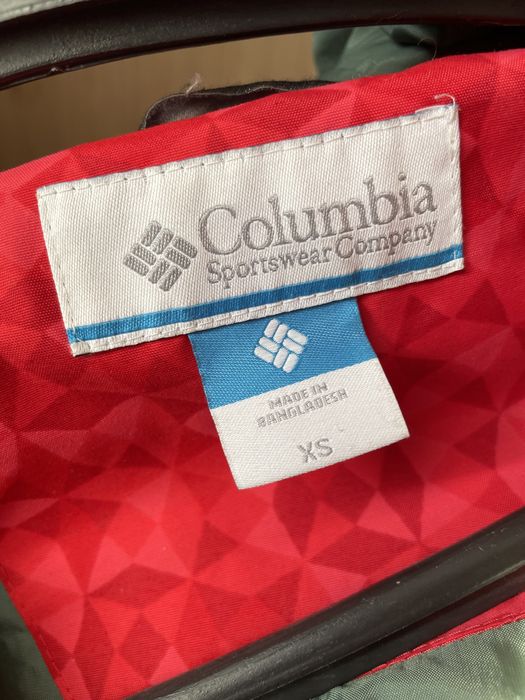 Columbia
Sportswear Company
MADE IN
BANGLADESH
XS